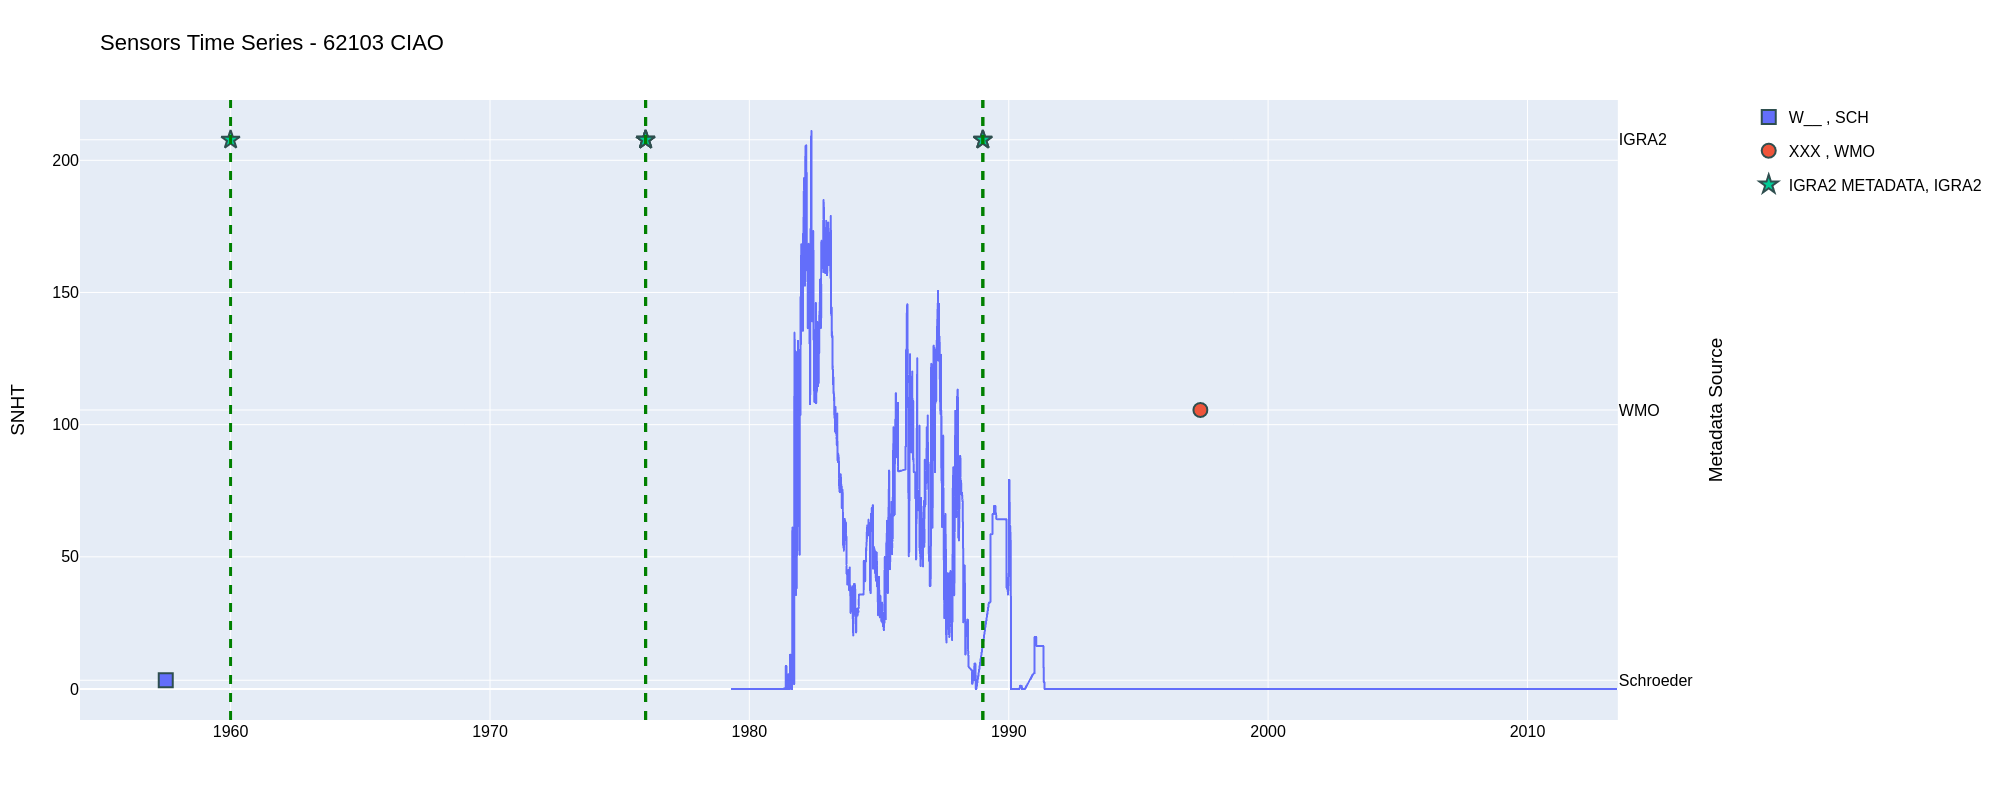 Sensors Time Series - 62103 CIAO
W__ , SCH
XXX , WMO
IGRA2 METADATA, IGRA2
SNHT
200
150
100
50
0
IGRA2
WMO
Schroeder
Metadata Source
1960
1970
1980
1990
2000
2010